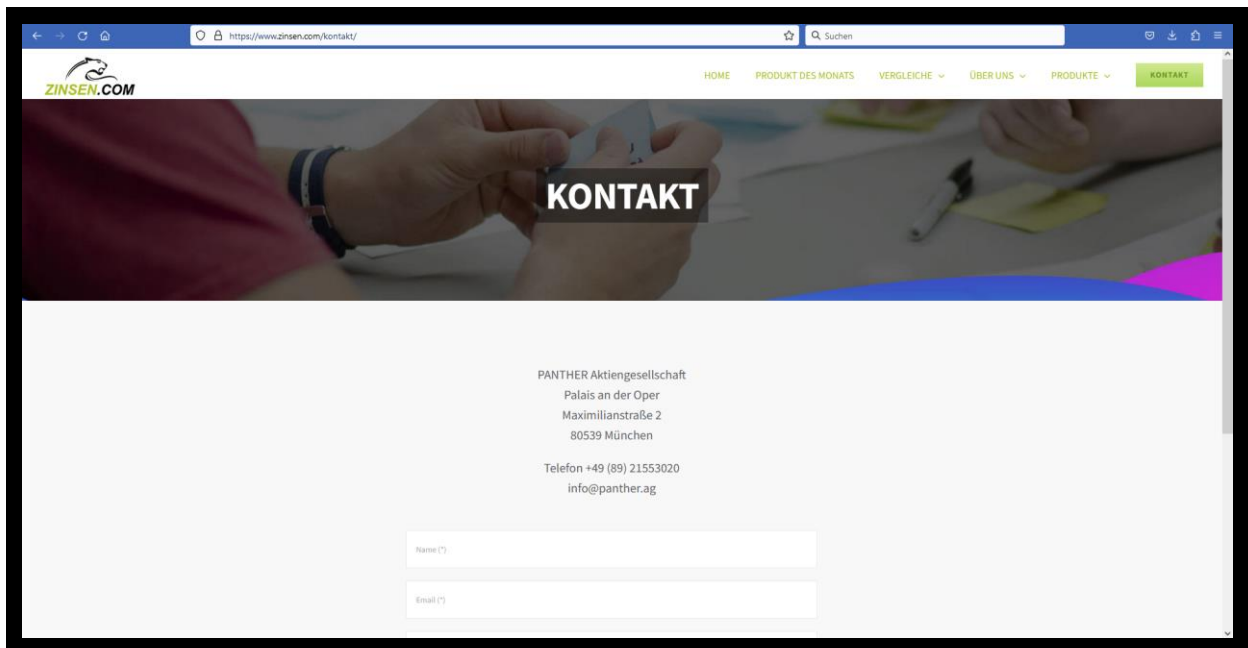 https://www.zinsen.com/kontakt/
Suchen
ZINSEN.COM
HOME PRODUKT DES MONATS VERGLEICHE ÜBER UNS PRODUKTE KONTAKT
KONTAKT
PANTHER Aktiengesellschaft
Palais an der Oper
Maximilianstraße 2
80539 München
Telefon +49 (89) 21553020
info@panther.ag
Name (*)
Email (*)